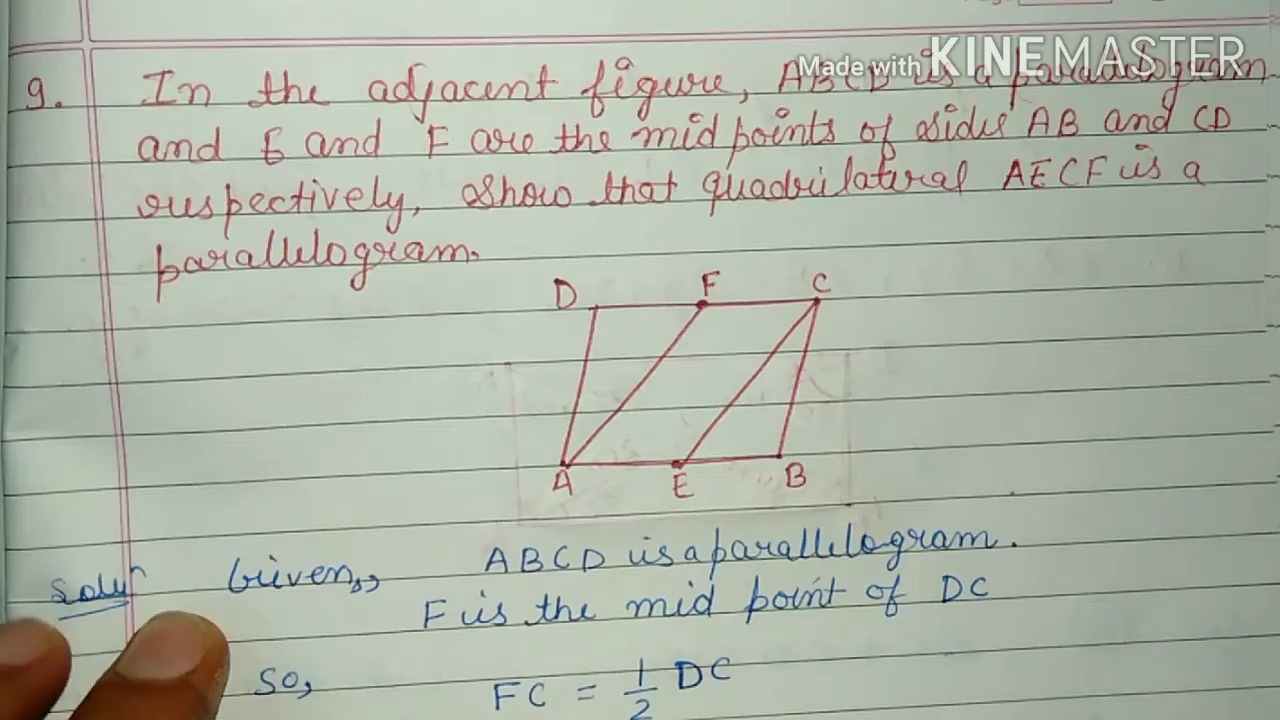 Made with KINEMASTER
9. In the adjacent figure, ABCD is a parallelogram
and E and F are the mid points of sides AB and CD
respectively, Show that quadrilateral AECF is a
parallelogram.
D F C
A E B
Soln Given,, ABCD is a parallelogram.
F is the mid point of DC
So, FC = 1/2 DC